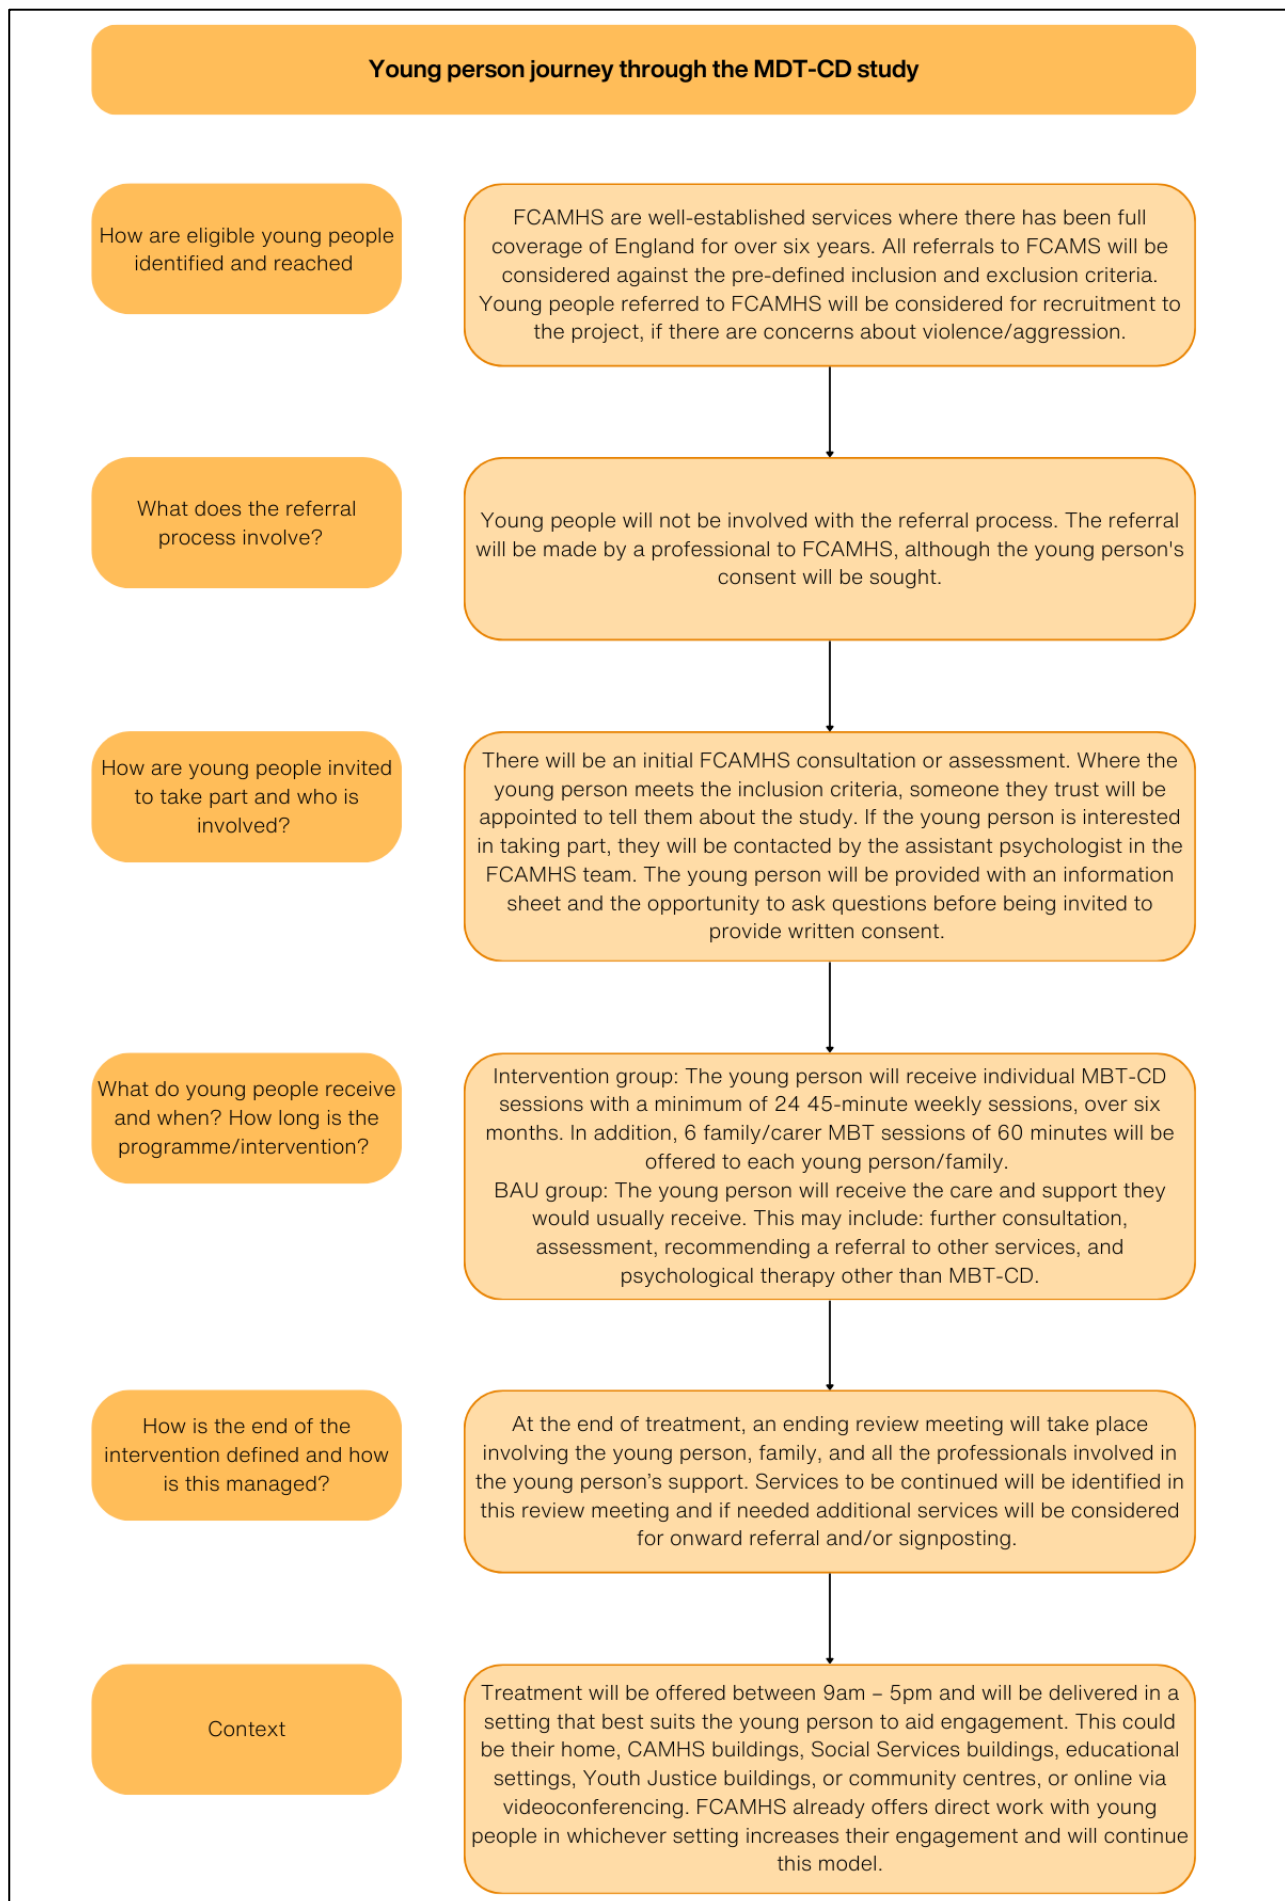 Young person journey through the MDT-CD study
How are eligible young people
identified and reached
FCAMHS are well-established services where there has been full
coverage of England for over six years. All referrals to FCAMS will be
considered against the pre-defined inclusion and exclusion criteria.
Young people referred to FCAMHS will be considered for recruitment to
the project, if there are concerns about violence/aggression.
What does the referral
process involve?
Young people will not be involved with the referral process. The referral
will be made by a professional to FCAMHS, although the young person's
consent will be sought.
How are young people invited
to take part and who is
involved?
There will be an initial FCAMHS consultation or assessment. Where the
young person meets the inclusion criteria, someone they trust will be
appointed to tell them about the study. If the young person is interested
in taking part, they will be contacted by the assistant psychologist in the
FCAMHS team. The young person will be provided with an information
sheet and the opportunity to ask questions before being invited to
provide written consent.
What do young people receive
and when? How long is the
programme/intervention?
Intervention group: The young person will receive individual MBT-CD
sessions with a minimum of 24 45-minute weekly sessions, over six
months. In addition, 6 family/carer MBT sessions of 60 minutes will be
offered to each young person/family.
BAU group: The young person will receive the care and support they
would usually receive. This may include: further consultation,
assessment, recommending a referral to other services, and
psychological therapy other than MBT-CD.
How is the end of the
intervention defined and how
is this managed?
At the end of treatment, an ending review meeting will take place
involving the young person, family, and all the professionals involved in
the young person’s support. Services to be continued will be identified in
this review meeting and if needed additional services will be considered
for onward referral and/or signposting.
Context
Treatment will be offered between 9am – 5pm and will be delivered in a
setting that best suits the young person to aid engagement. This could
be their home, CAMHS buildings, Social Services buildings, educational
settings, Youth Justice buildings, or community centres, or online via
videoconferencing. FCAMHS already offers direct work with young
people in whichever setting increases their engagement and will continue
this model.